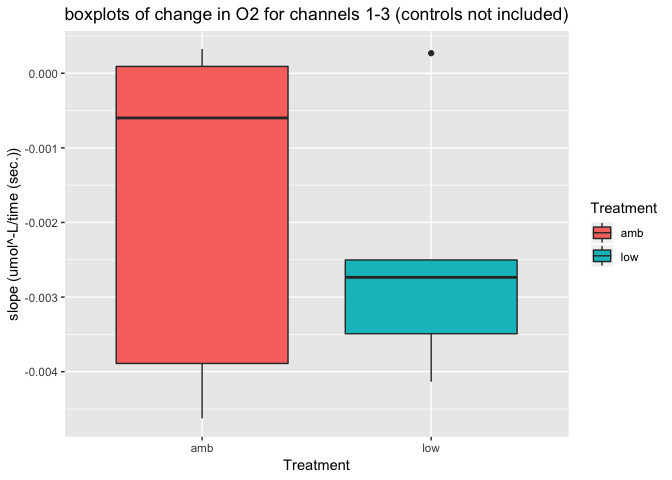 boxplots of change in O2 for channels 1-3 (controls not included)
0.000
-0.001
-0.002
-0.003
-0.004
slope (umol^-L/time (sec.))
amb
low
Treatment
Treatment
amb
low